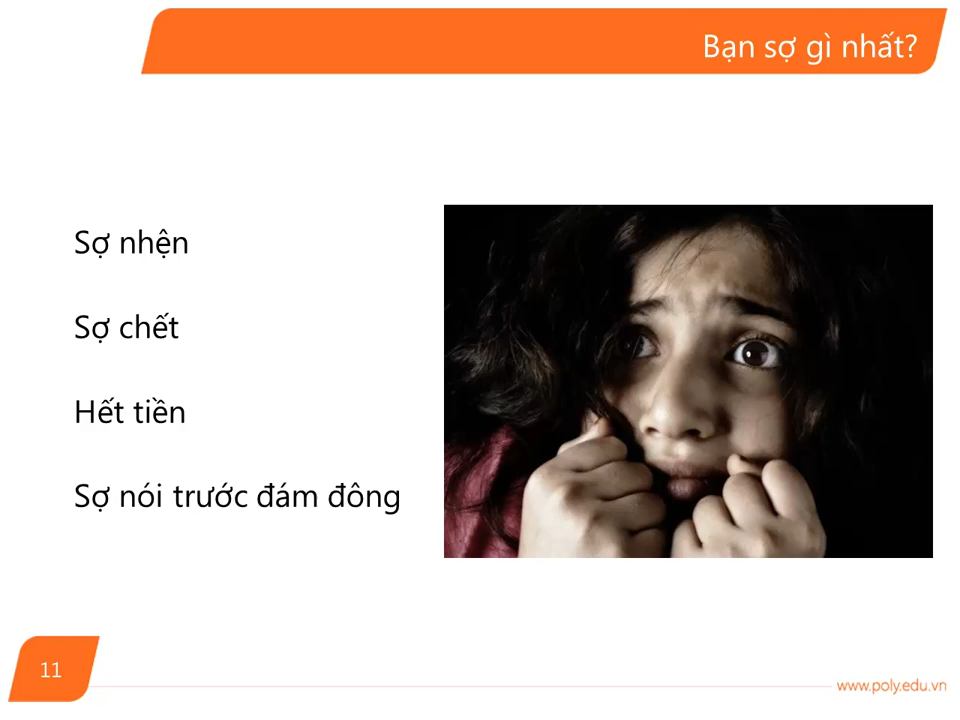 Bạn sợ gì nhất?
Sợ nhện
Sợ chết
Hết tiền
Sợ nói trước đám đông
11
www.poly.edu.vn